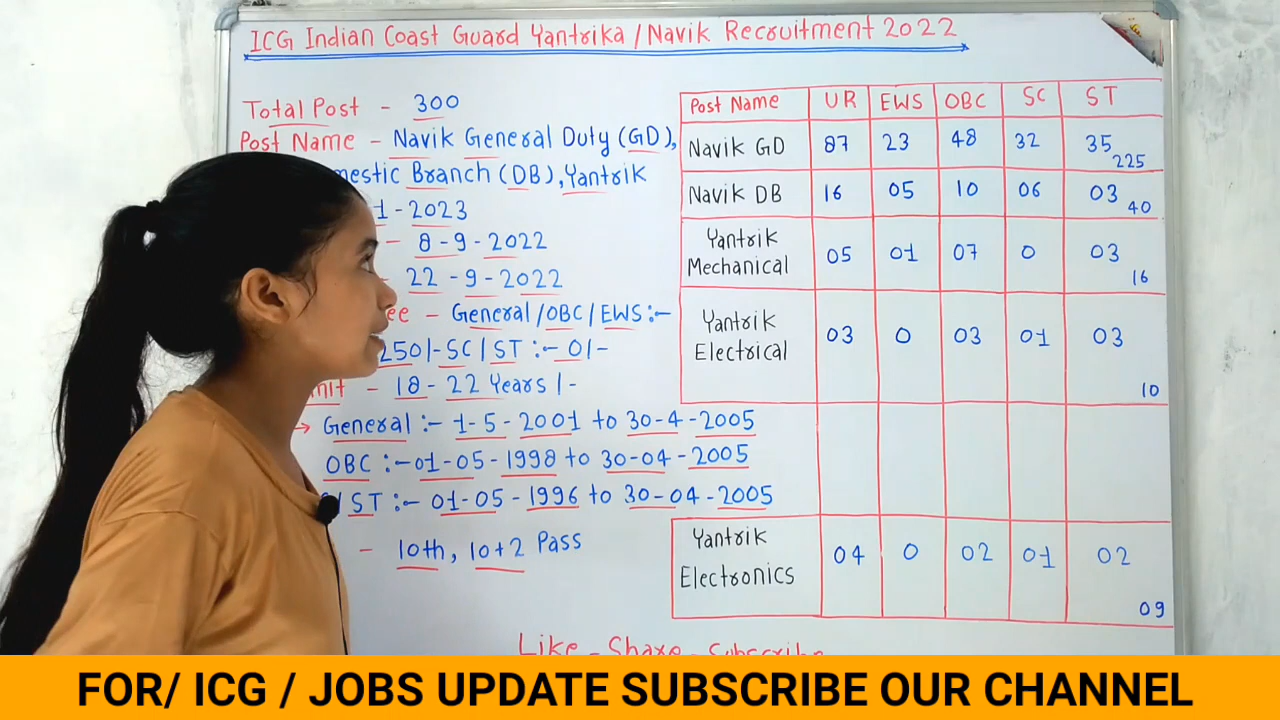 ICG Indian Coast Guard Yantrika / Navik Recruitment 2022
Total Post - 300
Post Name - Navik General Duty (GD),
mestic Branch (DB), Yantrik
1-2023
- 8-9-2022
- 22-9-2022
ee - General/OBC/EWS:-
250/- SC/ST :- 0/-
mit - 18-22 Years/-
→ General :- 1-5-2001 to 30-4-2005
OBC :- 01-05-1998 to 30-04-2005
/ST :- 01-05-1996 to 30-04-2005
- 10th, 10+2 Pass
Post Name UR EWS OBC SC ST
Navik GD 87 23 48 32 35 225
Navik DB 16 05 10 06 03 40
Yantrik
Mechanical 05 01 07 0 03 16
Yantrik
Electrical 03 0 03 01 03 10
Yantrik
Electronics 04 0 02 01 02 09
Like - Share - Subscribe
FOR/ ICG / JOBS UPDATE SUBSCRIBE OUR CHANNEL